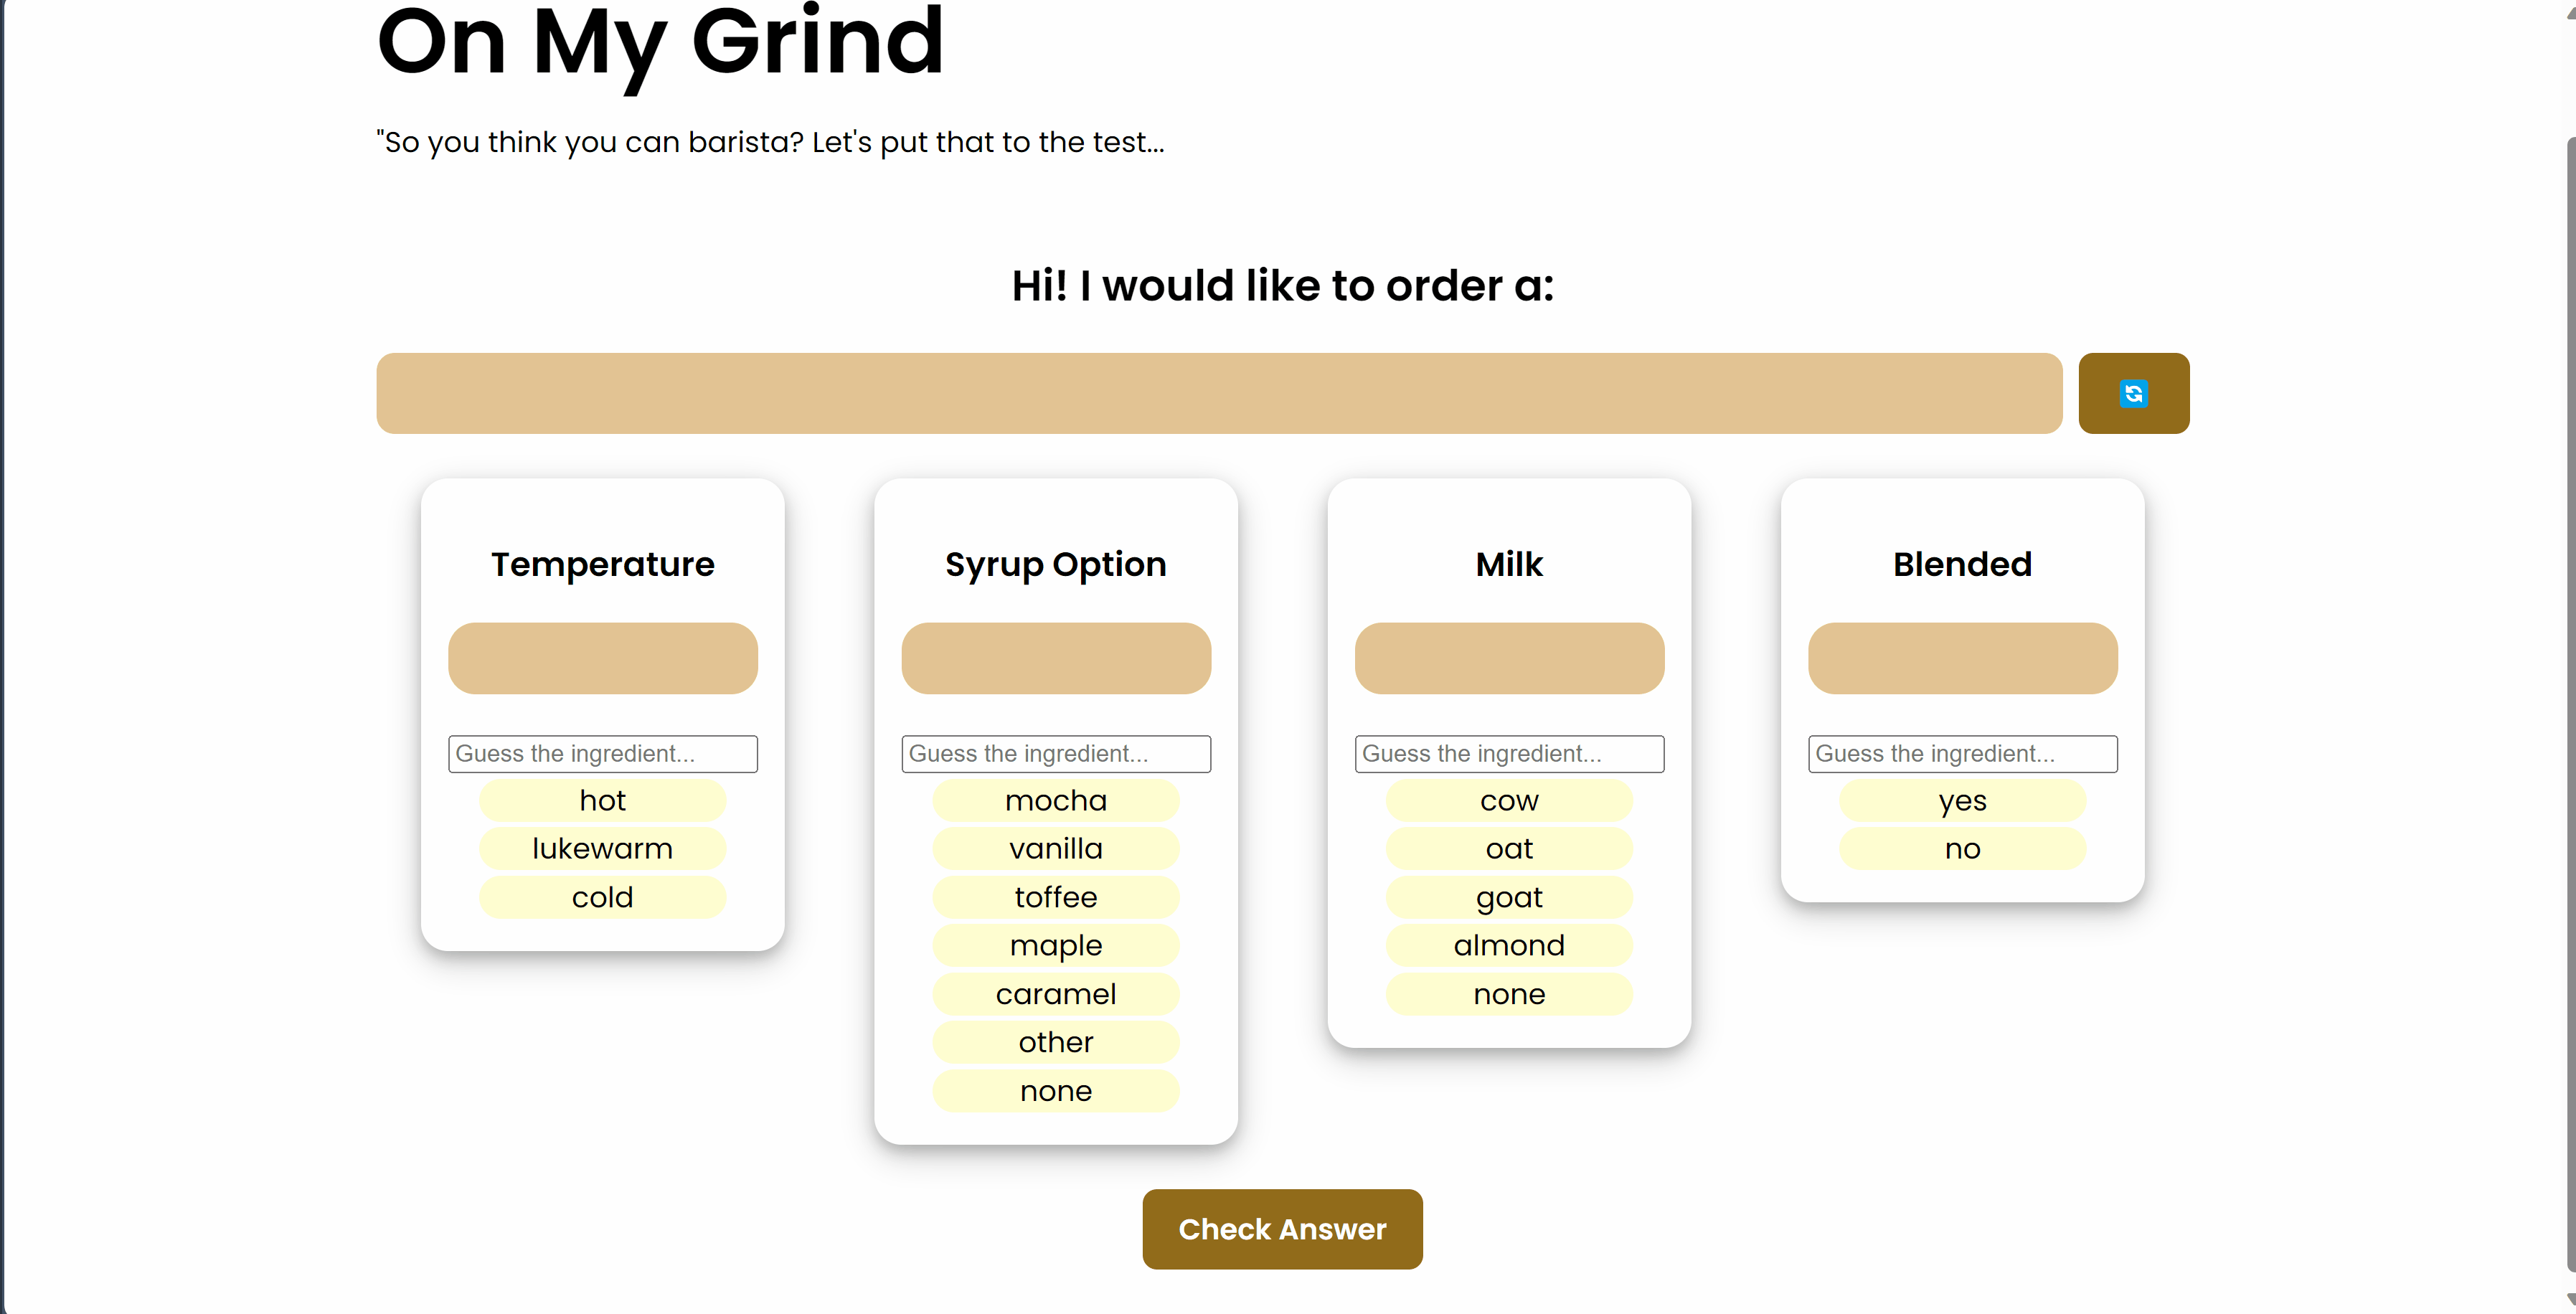 On My Grind
"So you think you can barista? Let's put that to the test...
Hi! I would like to order a:
Temperature
Guess the ingredient...
hot
lukewarm
cold
Syrup Option
Guess the ingredient...
mocha
vanilla
toffee
maple
caramel
other
none
Milk
Guess the ingredient...
cow
oat
goat
almond
none
Blended
Guess the ingredient...
yes
no
Check Answer